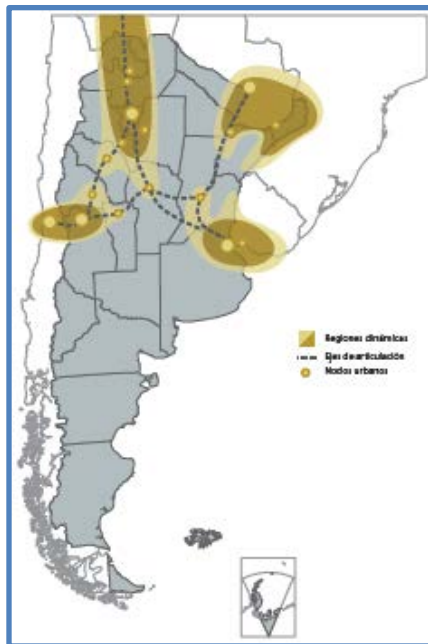 Regiones dinámicas
Ejes de articulación
Nodos urbanos